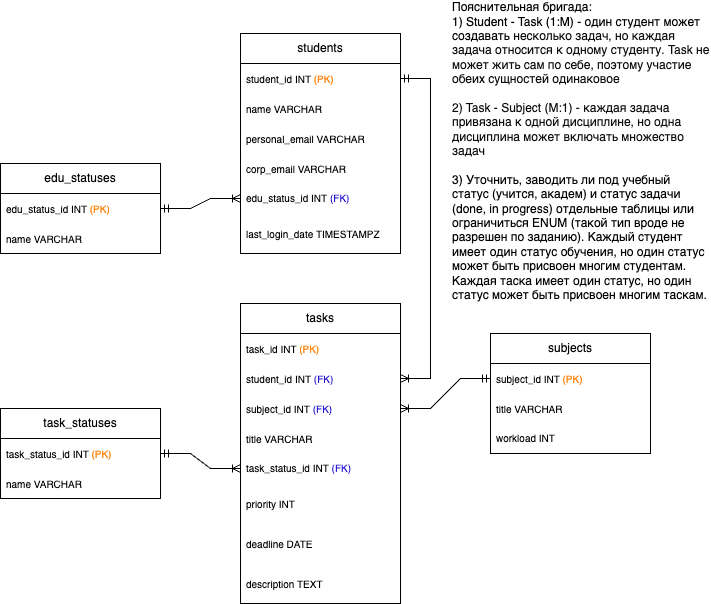 Пояснительная бригада:
1) Student - Task (1:M) - один студент может
создавать несколько задач, но каждая
задача относится к одному студенту. Task не
может жить сам по себе, поэтому участие
обеих сущностей одинаковое
2) Task - Subject (M:1) - каждая задача
привязана к одной дисциплине, но одна
дисциплина может включать множество
задач
3) Уточнить, заводить ли под учебный
статус (учится, академ) и статус задачи
(done, in progress) отдельные таблицы или
ограничиться ENUM (такой тип вроде не
разрешен по заданию). Каждый студент
имеет один статус обучения, но один статус
может быть присвоен многим студентам.
Каждая таска имеет один статус, но один
статус может быть присвоен многим таскам.
students
student_id INT (PK)
name VARCHAR
personal_email VARCHAR
corp_email VARCHAR
edu_status_id INT (FK)
last_login_date TIMESTAMPZ
edu_statuses
edu_status_id INT (PK)
name VARCHAR
tasks
task_id INT (PK)
student_id INT (FK)
subject_id INT (FK)
title VARCHAR
task_status_id INT (FK)
priority INT
deadline DATE
description TEXT
subjects
subject_id INT (PK)
title VARCHAR
workload INT
task_statuses
task_status_id INT (PK)
name VARCHAR